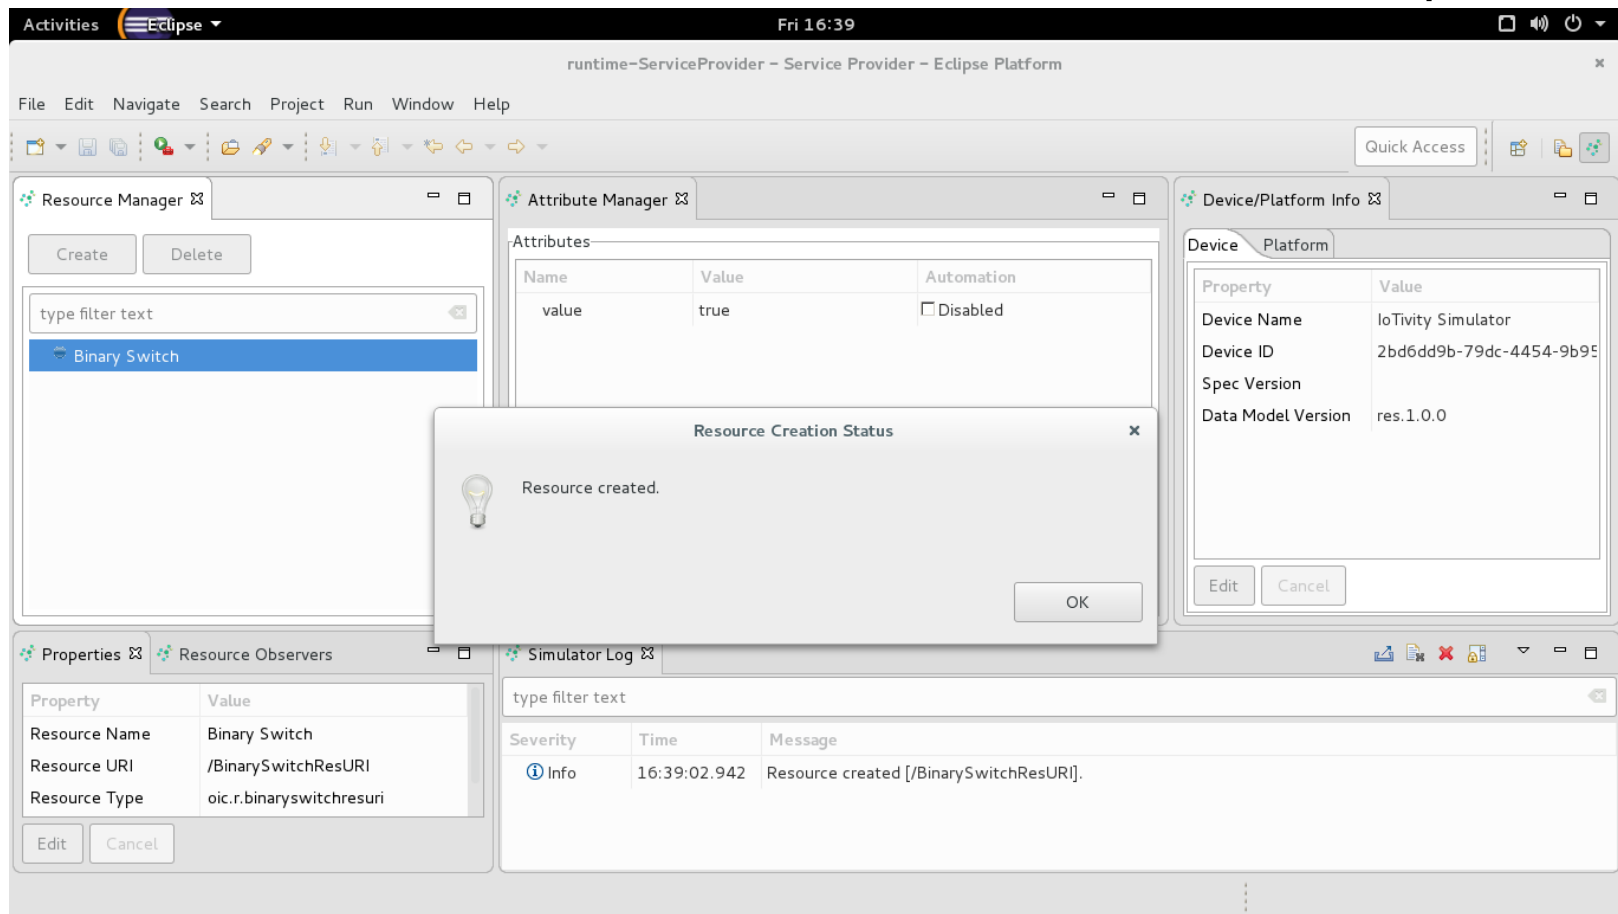 Activities Eclipse Fri 16:39
runtime-ServiceProvider - Service Provider - Eclipse Platform
File Edit Navigate Search Project Run Window Help
Quick Access
Resource Manager
Create Delete
type filter text
Binary Switch
Attribute Manager
Attributes
Name Value Automation
value true Disabled
Device/Platform Info
Device Platform
Property Value
Device Name IoTivity Simulator
Device ID 2bd6dd9b-79dc-4454-9b95
Spec Version
Data Model Version res.1.0.0
Edit Cancel
Resource Creation Status
Resource created.
OK
Properties Resource Observers
Property Value
Resource Name Binary Switch
Resource URI /BinarySwitchResURI
Resource Type oic.r.binaryswitchresuri
Edit Cancel
Simulator Log
type filter text
Severity Time Message
Info 16:39:02.942 Resource created [/BinarySwitchResURI].